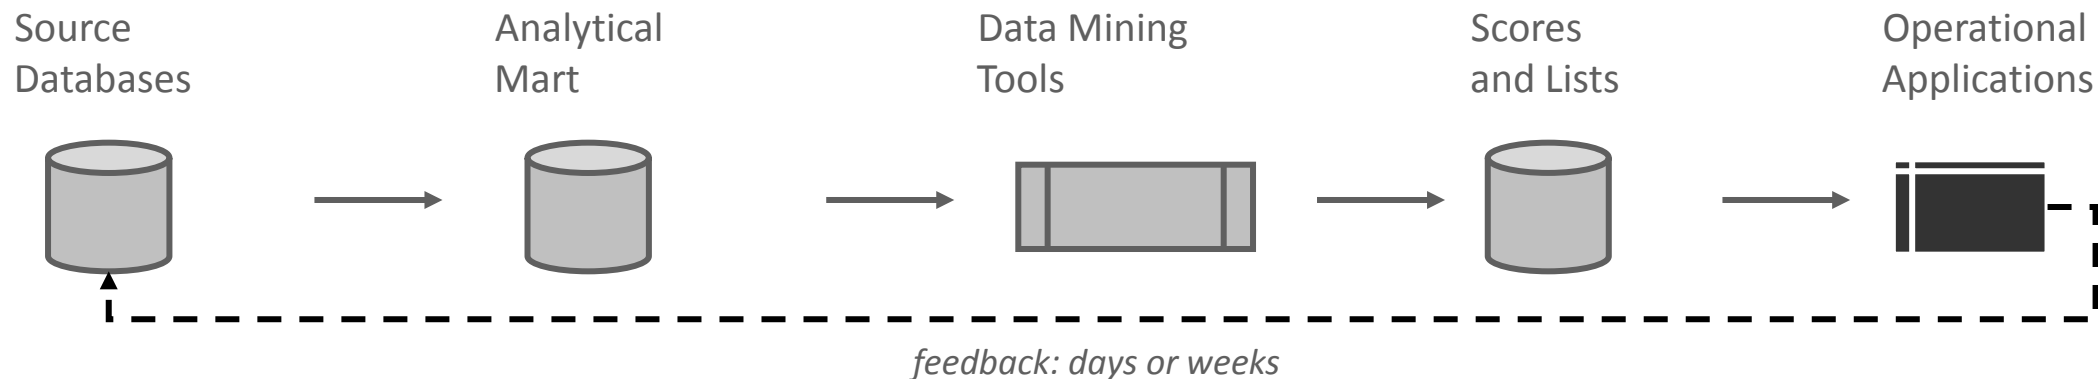 Source
Databases
Analytical
Mart
Data Mining
Tools
Scores
and Lists
Operational
Applications
feedback: days or weeks